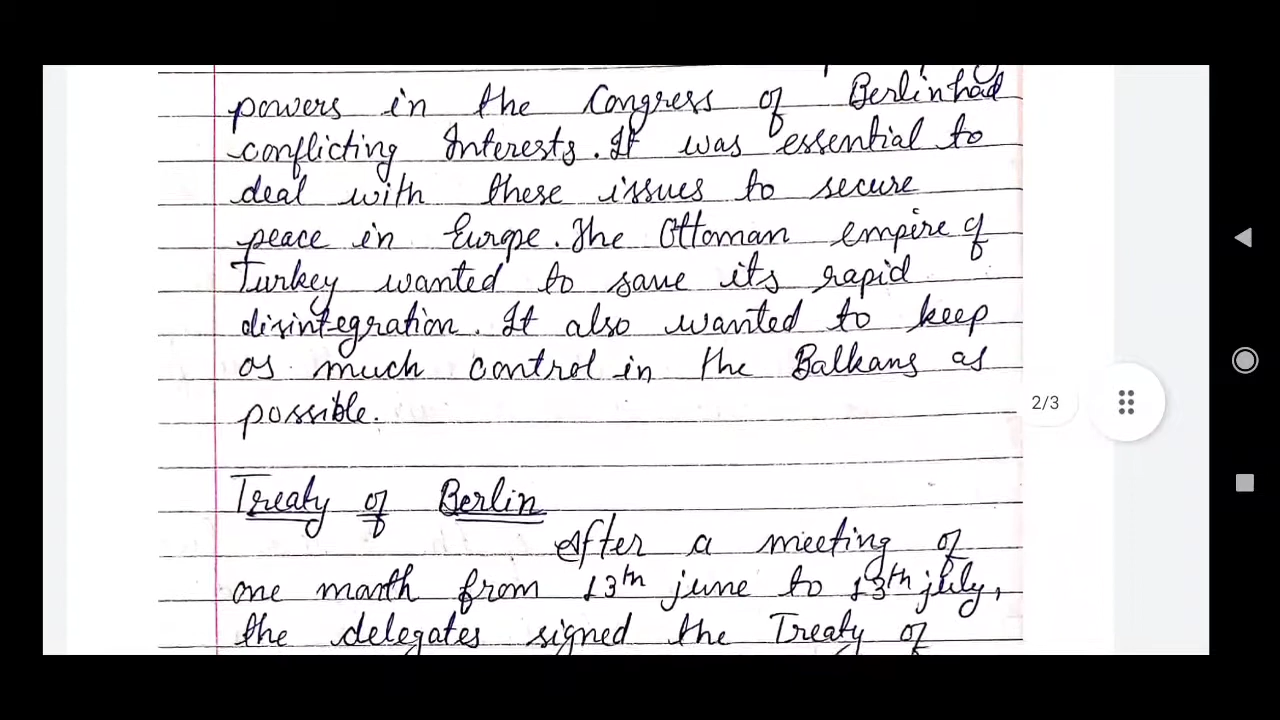 powers in the Congress of Berlin had
conflicting Interests. It was essential to
deal with these issues to secure
peace in Europe. The Ottoman empire of
Turkey wanted to save its rapid
disintegration. It also wanted to keep
as much control in the Balkans as
possible.
2/3
Treaty of Berlin
After a meeting of
one month from 13th june to 13th july,
the delegates signed the Treaty of